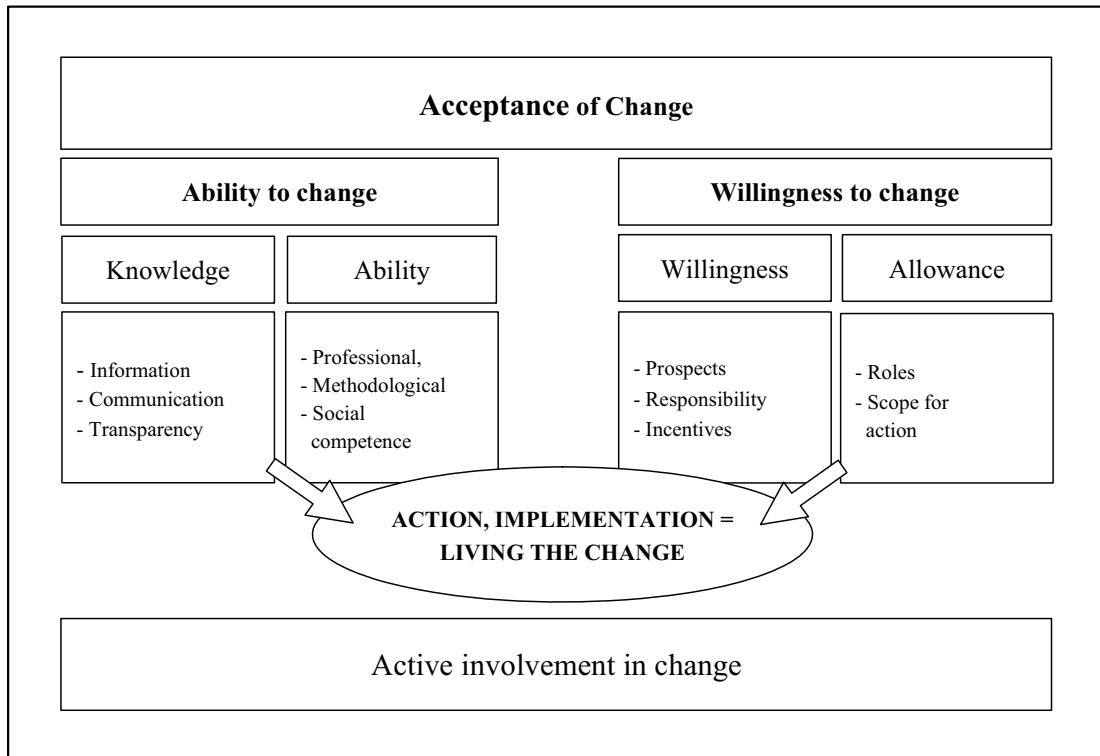 Acceptance of Change
Ability to change
Willingness to change
Knowledge
Ability
Willingness
Allowance
- Information
- Communication
- Transparency
- Professional,
- Methodological
- Social
competence
- Prospects
- Responsibility
- Incentives
- Roles
- Scope for
action
ACTION, IMPLEMENTATION =
LIVING THE CHANGE
Active involvement in change